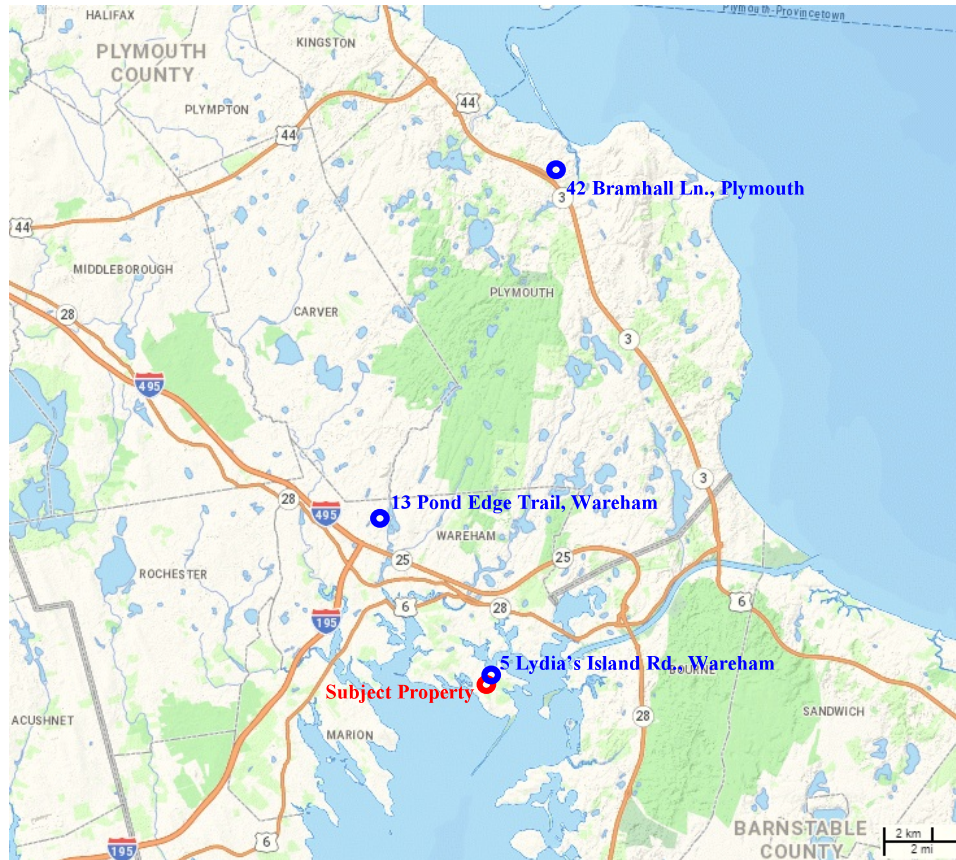 HALIFAX
Plymouth-Provincetown
KINGSTON
PLYMOUTH
COUNTY
44
PLYMPTON
44
42 Bramhall Ln., Plymouth
3
44
MIDDLEBOROUGH
PLYMOUTH
28
CARVER
3
495
3
28
13 Pond Edge Trail, Wareham
495
WAREHAM
25
25
ROCHESTER
6
28
6
195
5 Lydia's Island Rd., Wareham
BOURNE
Subject Property
28
SANDWICH
ACUSHNET
MARION
BARNSTABLE
COUNTY
2 km
2 mi
6
195